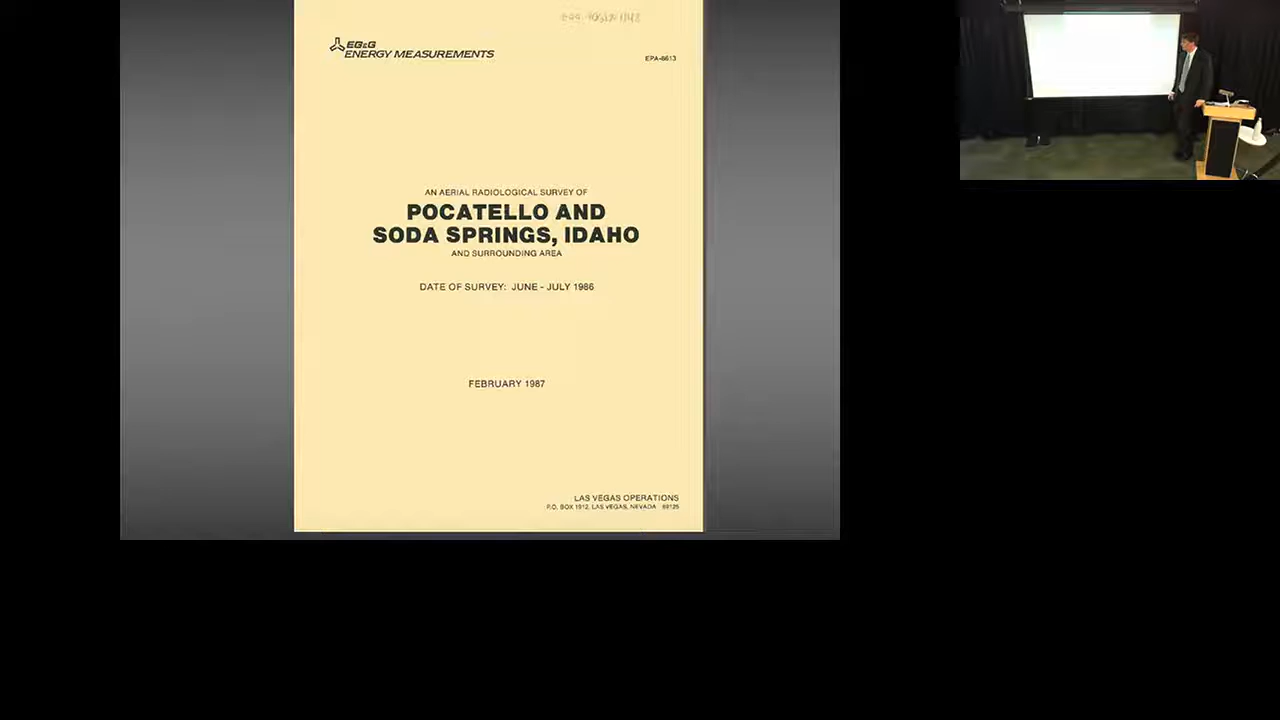 EG&G
ENERGY MEASUREMENTS
EPA-8613
AN AERIAL RADIOLOGICAL SURVEY OF
POCATELLO AND
SODA SPRINGS, IDAHO
AND SURROUNDING AREA
DATE OF SURVEY: JUNE - JULY 1986
FEBRUARY 1987
LAS VEGAS OPERATIONS
P.O. BOX 1912, LAS VEGAS, NEVADA 89125